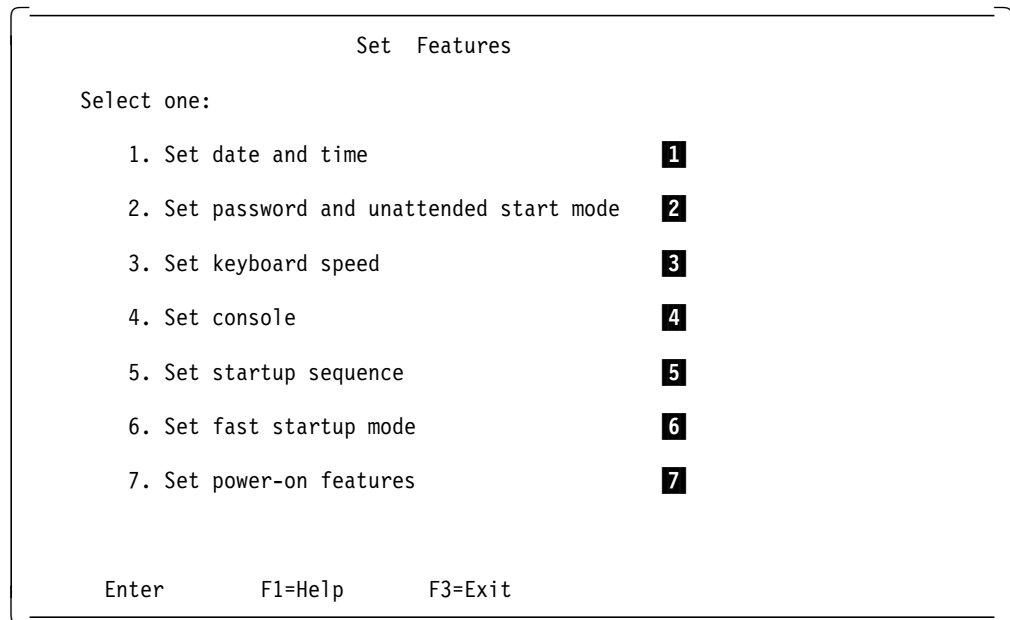 Set Features
Select one:
1. Set date and time 1
2. Set password and unattended start mode 2
3. Set keyboard speed 3
4. Set console 4
5. Set startup sequence 5
6. Set fast startup mode 6
7. Set power-on features 7
Enter F1=Help F3=Exit